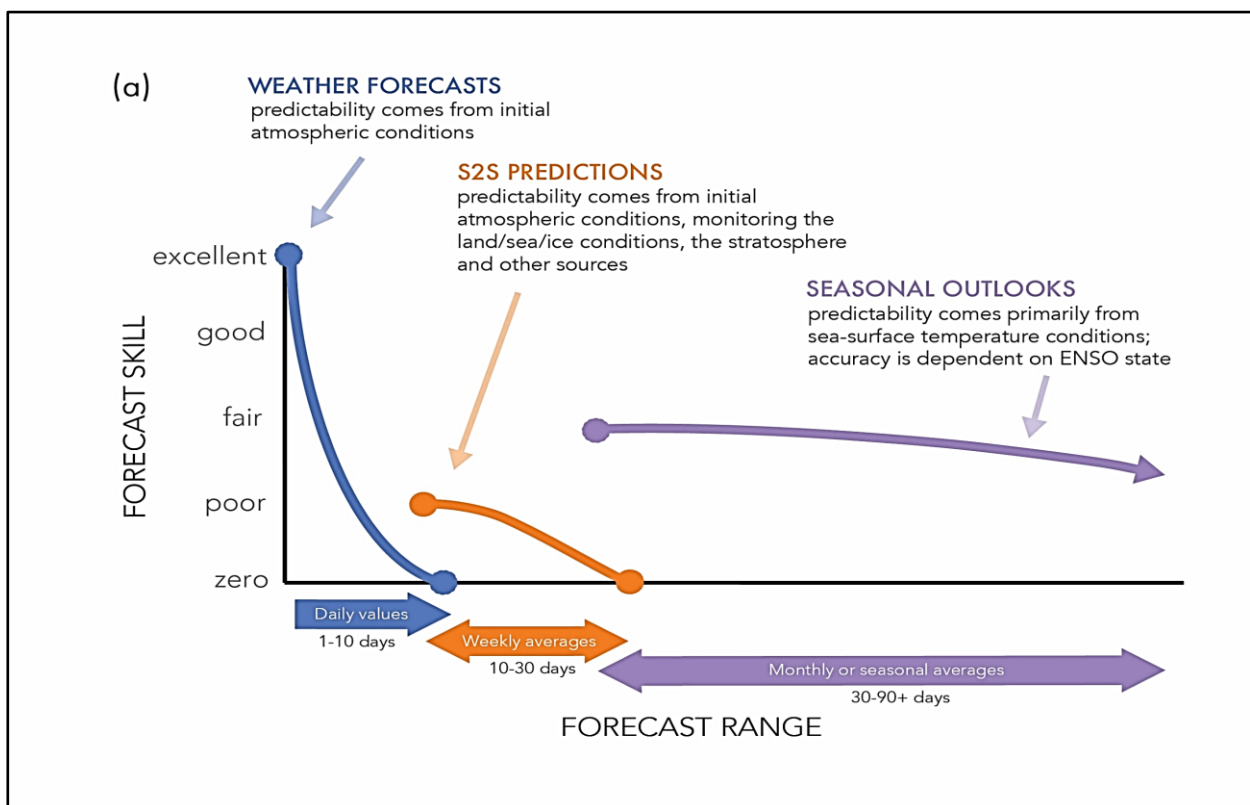 (a)
WEATHER FORECASTS
predictability comes from initial
atmospheric conditions
S2S PREDICTIONS
predictability comes from initial
atmospheric conditions, monitoring the
land/sea/ice conditions, the stratosphere
and other sources
SEASONAL OUTLOOKS
predictability comes primarily from
sea-surface temperature conditions;
accuracy is dependent on ENSO state
FORECAST SKILL
excellent
good
fair
poor
zero
Daily values
1-10 days
Weekly averages
10-30 days
Monthly or seasonal averages
30-90+ days
FORECAST RANGE